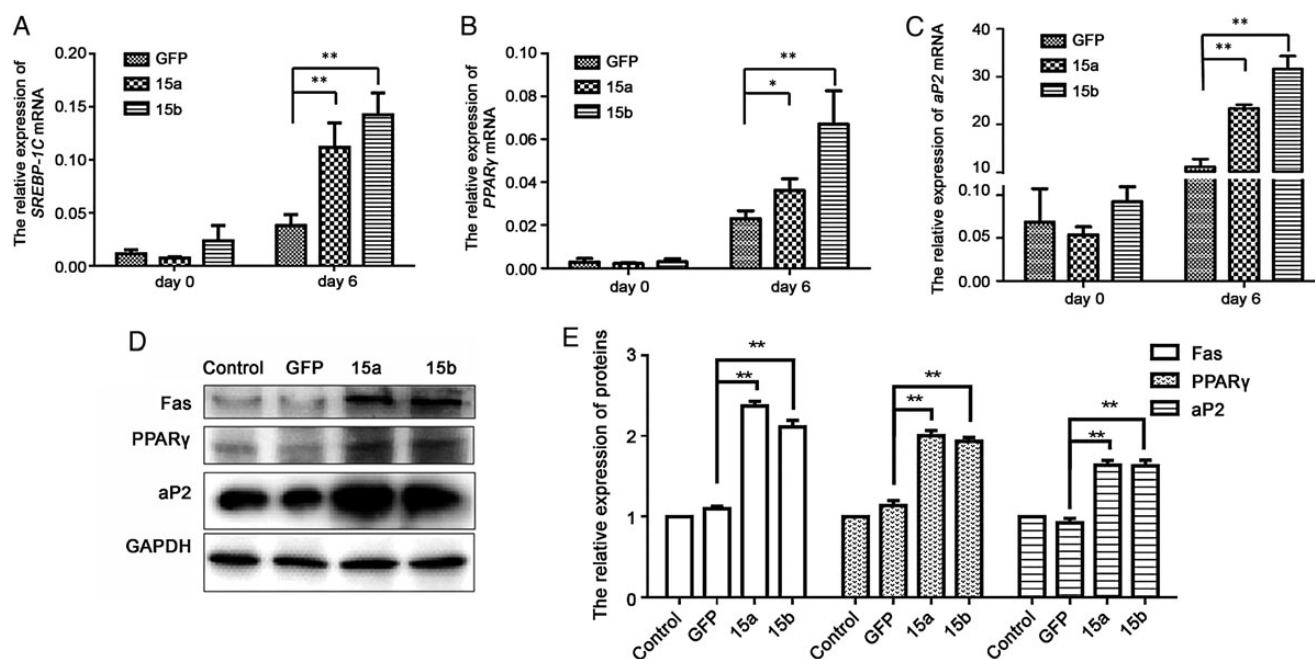 A
The relative expression of
SREBP-1C mRNA
0.20
0.15
0.10
0.05
0.00
GFP
15a
15b
**
**
day 0
day 6
B
The relative expression of
PPARγ mRNA
0.10
0.08
0.06
0.04
0.02
0.00
GFP
15a
15b
**
*
day 0
day 6
C
The relative expression of aP2 mRNA
40
30
20
10
0.10
0.05
0.00
GFP
15a
15b
**
**
day 0
day 6
D
Control GFP 15a 15b
Fas
PPARγ
aP2
GAPDH
E
The relative expression of proteins
3
2
1
0
**
**
**
**
**
**
Fas
PPARγ
aP2
Control GFP 15a 15b Control GFP 15a 15b Control GFP 15a 15b